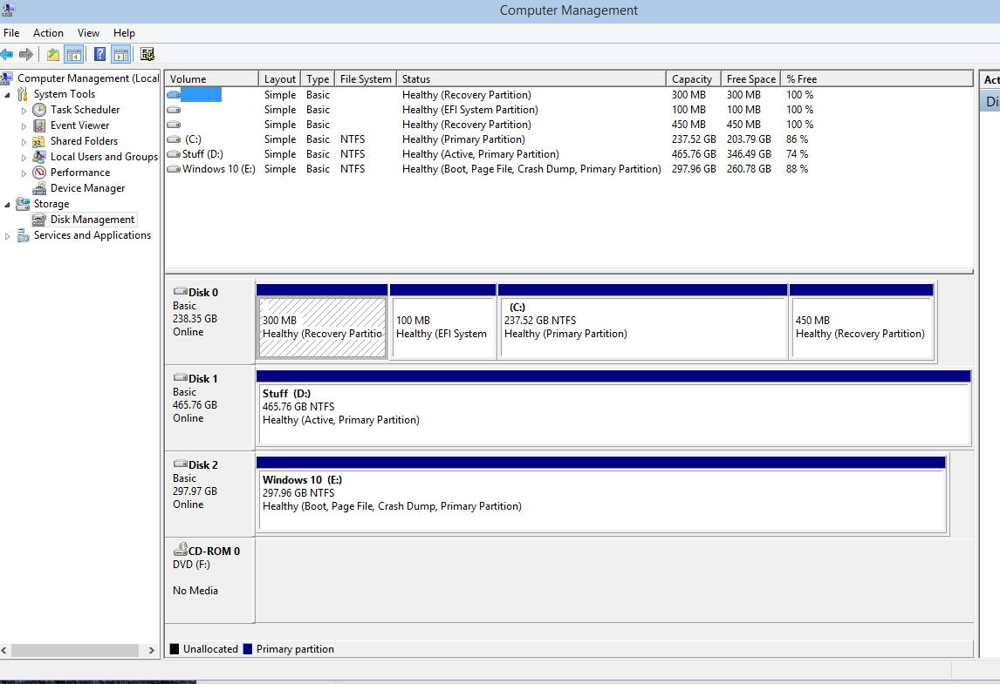 Computer Management
File Action View Help
Computer Management (Local
System Tools
Task Scheduler
Event Viewer
Shared Folders
Local Users and Groups
Performance
Device Manager
Storage
Disk Management
Services and Applications
Volume Layout Type File System Status Capacity Free Space % Free
Simple Basic Healthy (Recovery Partition) 300 MB 300 MB 100 %
Simple Basic Healthy (EFI System Partition) 100 MB 100 MB 100 %
Simple Basic Healthy (Recovery Partition) 450 MB 450 MB 100 %
(C:) Simple Basic NTFS Healthy (Primary Partition) 237.52 GB 203.79 GB 86 %
Stuff (D:) Simple Basic NTFS Healthy (Active, Primary Partition) 465.76 GB 346.49 GB 74 %
Windows 10 (E:) Simple Basic NTFS Healthy (Boot, Page File, Crash Dump, Primary Partition) 297.96 GB 260.78 GB 88 %
Act
Di
Disk 0
Basic
238.35 GB
Online
300 MB
Healthy (Recovery Partitio
100 MB
Healthy (EFI System
(C:)
237.52 GB NTFS
Healthy (Primary Partition)
450 MB
Healthy (Recovery Partition)
Disk 1
Basic
465.76 GB
Online
Stuff (D:)
465.76 GB NTFS
Healthy (Active, Primary Partition)
Disk 2
Basic
297.97 GB
Online
Windows 10 (E:)
297.96 GB NTFS
Healthy (Boot, Page File, Crash Dump, Primary Partition)
CD-ROM 0
DVD (F:)
No Media
Unallocated Primary partition